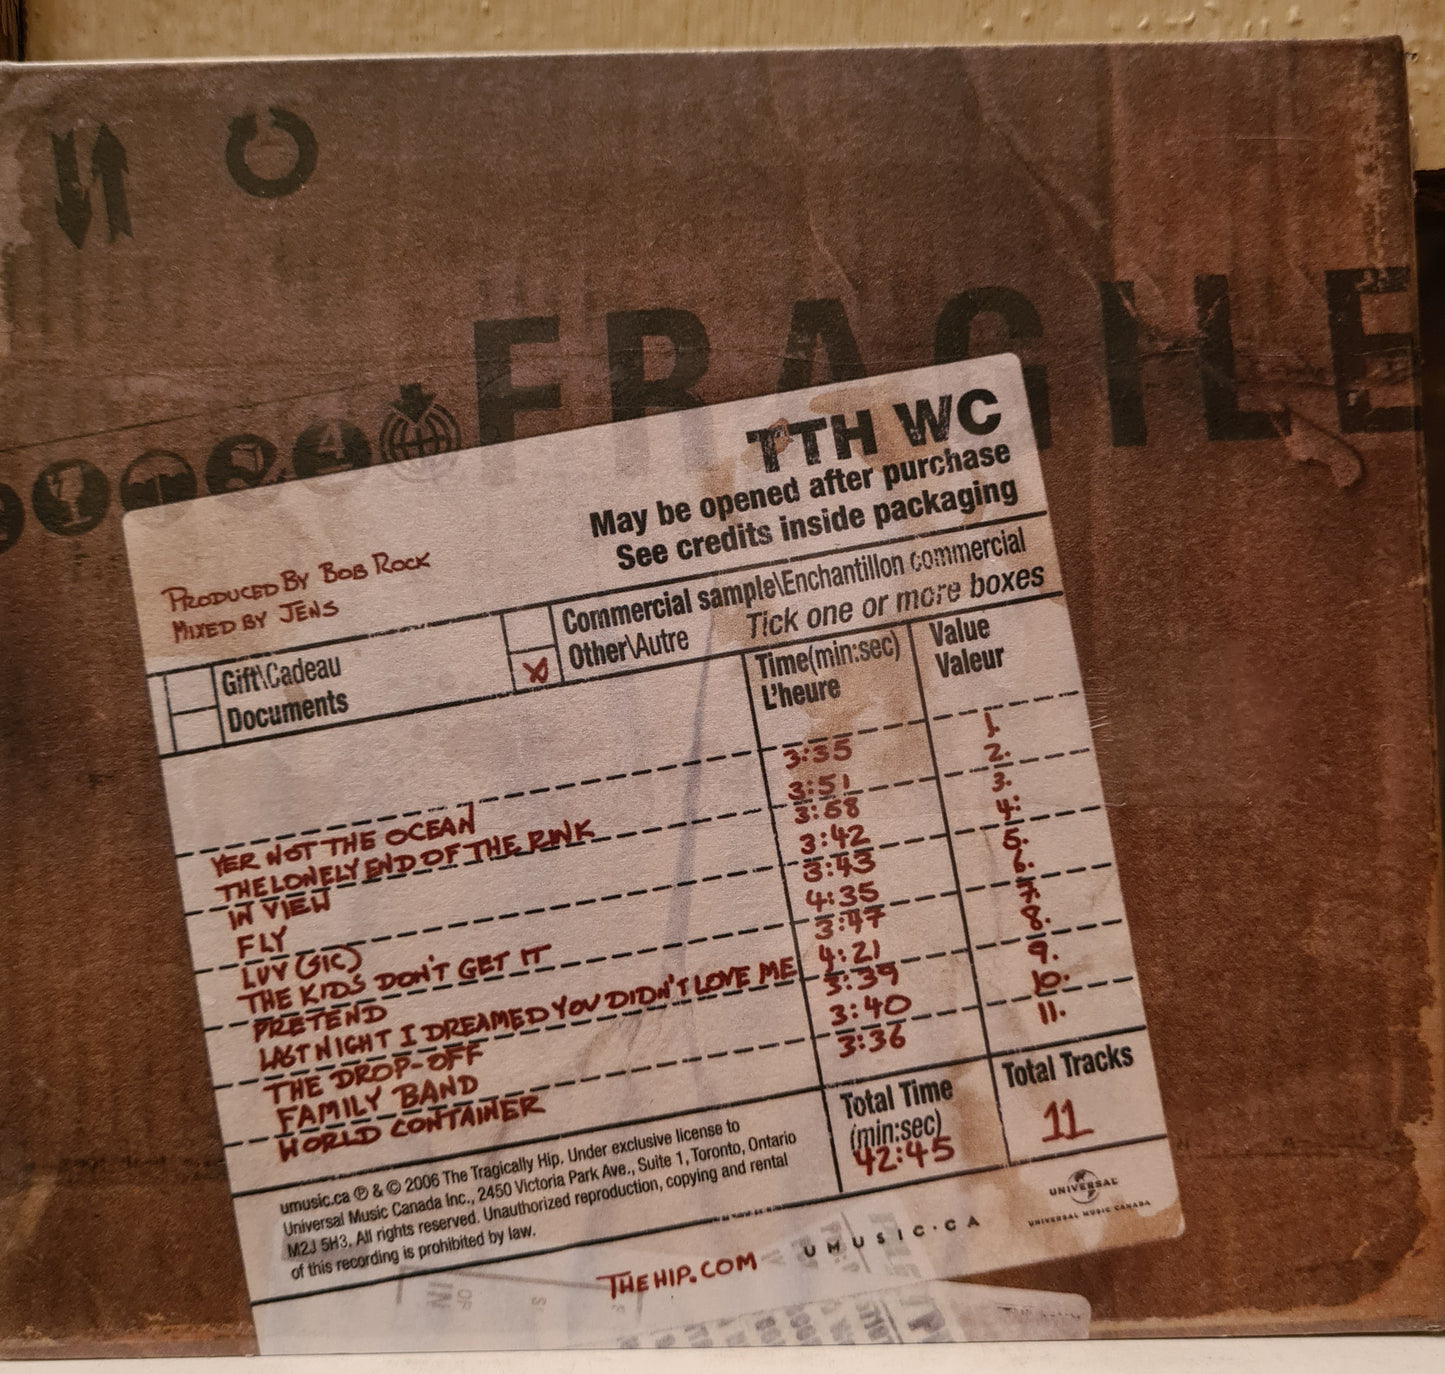 FRAGILE
TTH WC
May be opened after purchase
See credits inside packaging
PRODUCED BY BOB ROCK
MIXED BY JENS
Commercial sample\Enchantillon commercial
Other\Autre
Tick one or more boxes
Gift\Cadeau
Documents
Time(min:sec)
L'heure
Value
Valeur
YER NOT THE OCEAN 3:35 1.
THE LONELY END OF THE RINK 3:51 2.
IN VIEW 3:58 3.
FLY 3:42 4.
LUV (SIC) 3:43 5.
THE KIDS DON'T GET IT 4:35 6.
PRETEND 3:47 7.
LAST NIGHT I DREAMED YOU DIDN'T LOVE ME 4:21 8.
THE DROP-OFF 3:39 9.
FAMILY BAND 3:40 10.
WORLD CONTAINER 3:36 11.
Total Time
(min:sec)
42:45
Total Tracks
11
umusic.ca ℗ & © 2006 The Tragically Hip, Under exclusive license to
Universal Music Canada Inc., 2450 Victoria Park Ave., Suite 1, Toronto, Ontario
M2J 5H3. All rights reserved. Unauthorized reproduction, copying and rental
of this recording is prohibited by law.
THEHIP.COM
UMUSIC.CA
UNIVERSAL
UNIVERSAL MUSIC CANADA